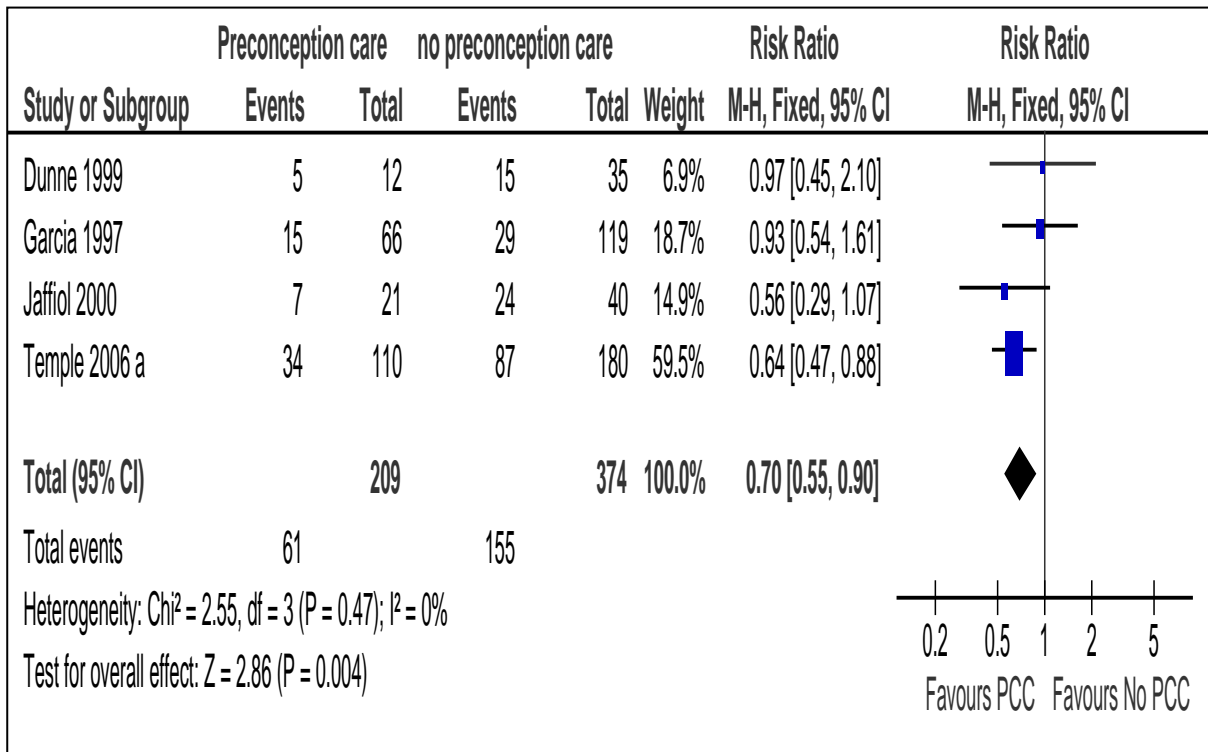 Preconception care no preconception care Risk Ratio Risk Ratio
Study or Subgroup Events Total Events Total Weight M-H, Fixed, 95% CI M-H, Fixed, 95% CI
Dunne 1999 5 12 15 35 6.9% 0.97 [0.45, 2.10]
Garcia 1997 15 66 29 119 18.7% 0.93 [0.54, 1.61]
Jaffiol 2000 7 21 24 40 14.9% 0.56 [0.29, 1.07]
Temple 2006 a 34 110 87 180 59.5% 0.64 [0.47, 0.88]
Total (95% CI) 209 374 100.0% 0.70 [0.55, 0.90]
Total events 61 155
Heterogeneity: Chi² = 2.55, df = 3 (P = 0.47); I² = 0%
Test for overall effect: Z = 2.86 (P = 0.004)
0.2 0.5 1 2 5
Favours PCC Favours No PCC